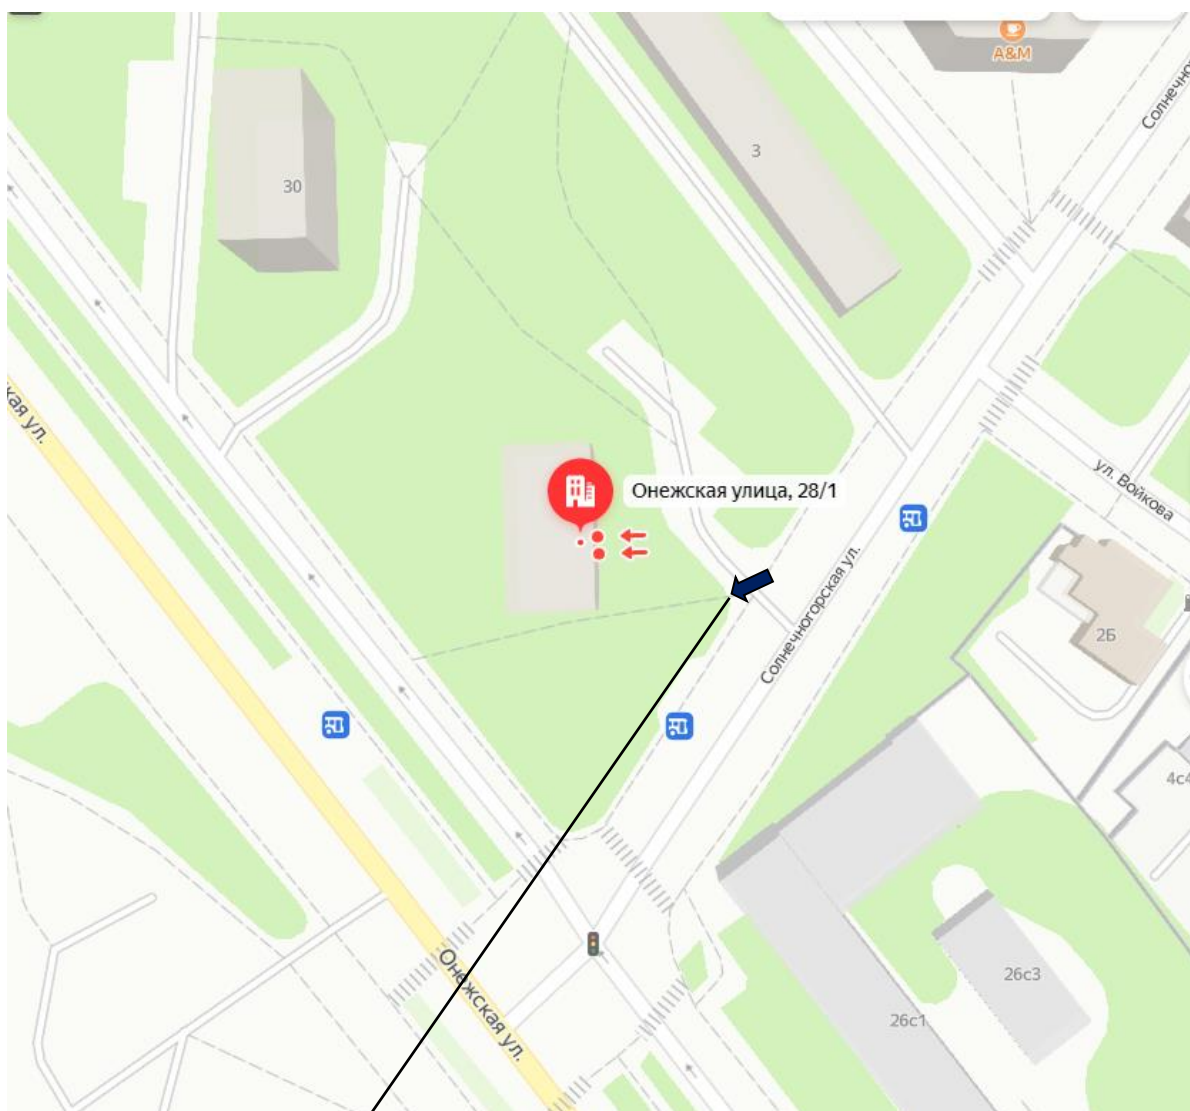 A&M
Солнечно
3
30
кая ул.
Онежская улица, 28/1
ул. Войкова
Солнечногорская ул.
2Б
4с4
26с3
26с1
Онежская ул.